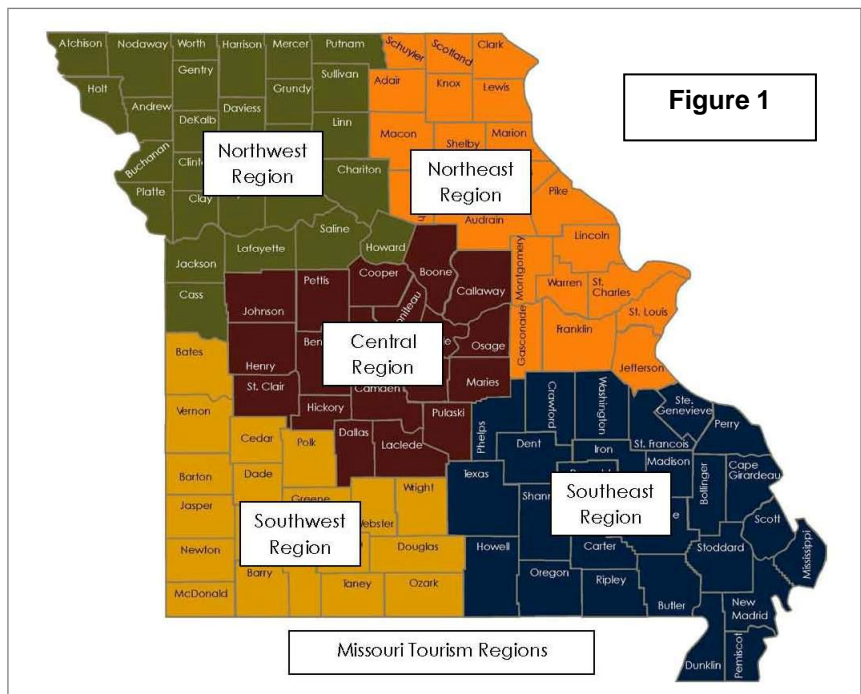 Figure 1
Atchison
Nodaway
Worth
Harrison
Mercer
Putnam
Schuyler
Scotland
Clark
Holt
Gentry
Sullivan
Adair
Knox
Lewis
Andrew
Daviess
Grundy
DeKalb
Linn
Macon
Shelby
Marion
Buchanan
Northwest
Region
Chariton
Northeast
Region
Platte
Clay
Pike
Audrain
Saline
Lincoln
Jackson
Lafayette
Howard
Cooper
Boone
Montgomery
Warren
St.
Charles
Cass
Johnson
Pettis
Callaway
St. Louis
Gasconade
Franklin
Central
Region
Osage
Bates
Henry
Jefferson
St. Clair
Maries
Hickory
Pulaski
Vernon
Dallas
Laclede
Phelps
Crawford
Washington
Ste.
Genevieve
Perry
Cedar
Polk
Dent
Iron
St. Francois
Barton
Dade
Texas
Madison
Bollinger
Cape
Girardeau
Jasper
Wright
Southeast
Region
Southwest
Region
Scott
Newton
Douglas
Howell
Carter
Stoddard
Mississippi
McDonald
Barry
Taney
Ozark
Oregon
Ripley
Butler
New
Madrid
Missouri Tourism Regions
Dunklin
Pemiscot